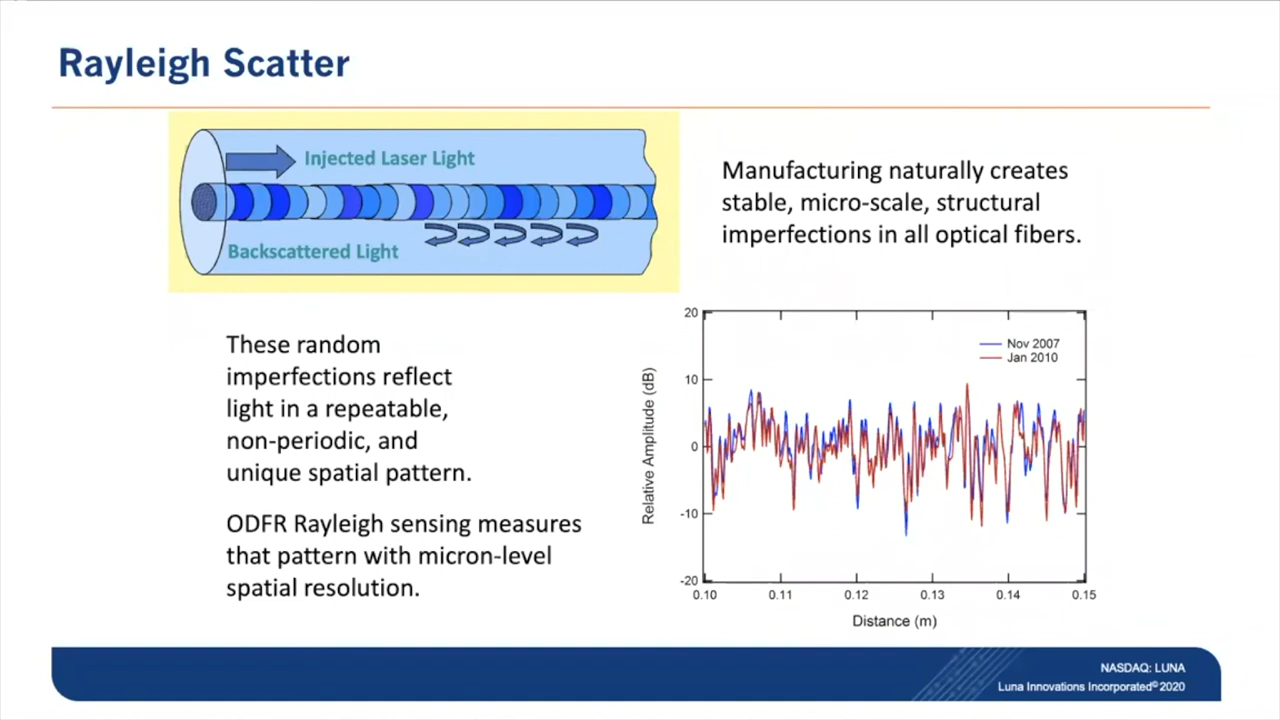 Rayleigh Scatter
Injected Laser Light
Backscattered Light
Manufacturing naturally creates
stable, micro-scale, structural
imperfections in all optical fibers.
These random
imperfections reflect
light in a repeatable,
non-periodic, and
unique spatial pattern.
ODFR Rayleigh sensing measures
that pattern with micron-level
spatial resolution.
20
10
0
-10
-20
Relative Amplitude (dB)
Nov 2007
Jan 2010
0.10 0.11 0.12 0.13 0.14 0.15
Distance (m)
NASDAQ: LUNA
Luna Innovations Incorporated© 2020